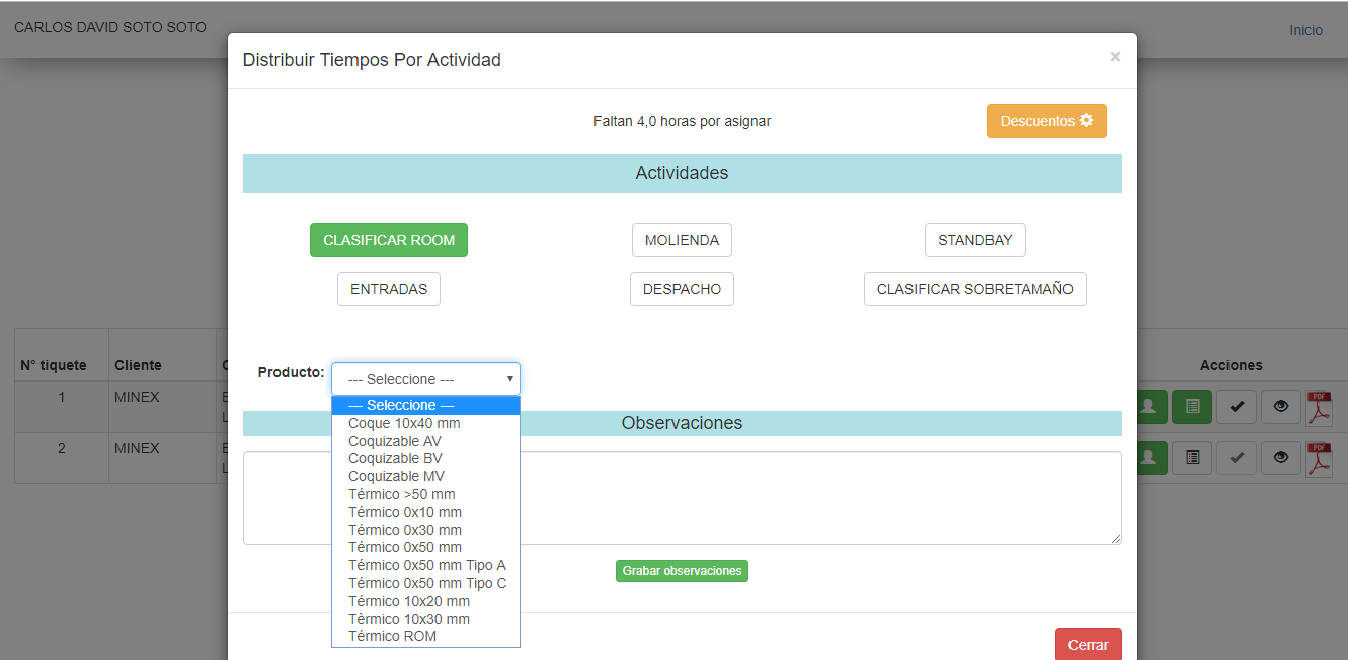 CARLOS DAVID SOTO SOTO
Inicio
Distribuir Tiempos Por Actividad
×
Faltan 4,0 horas por asignar
Descuentos
Actividades
CLASIFICAR ROOM
MOLIENDA
STANDBAY
ENTRADAS
DESPACHO
CLASIFICAR SOBRETAMAÑO
Producto:
--- Seleccione ---
--- Seleccione ---
Coque 10x40 mm
Coquizable AV
Coquizable BV
Coquizable MV
Térmico >50 mm
Térmico 0x10 mm
Térmico 0x30 mm
Térmico 0x50 mm
Térmico 0x50 mm Tipo A
Térmico 0x50 mm Tipo C
Térmico 10x20 mm
Tèrmico 10x30 mm
Térmico ROM
Observaciones
Grabar observaciones
Cerrar
N° tiquete Cliente Acciones
1 MINEX PDF
2 MINEX PDF